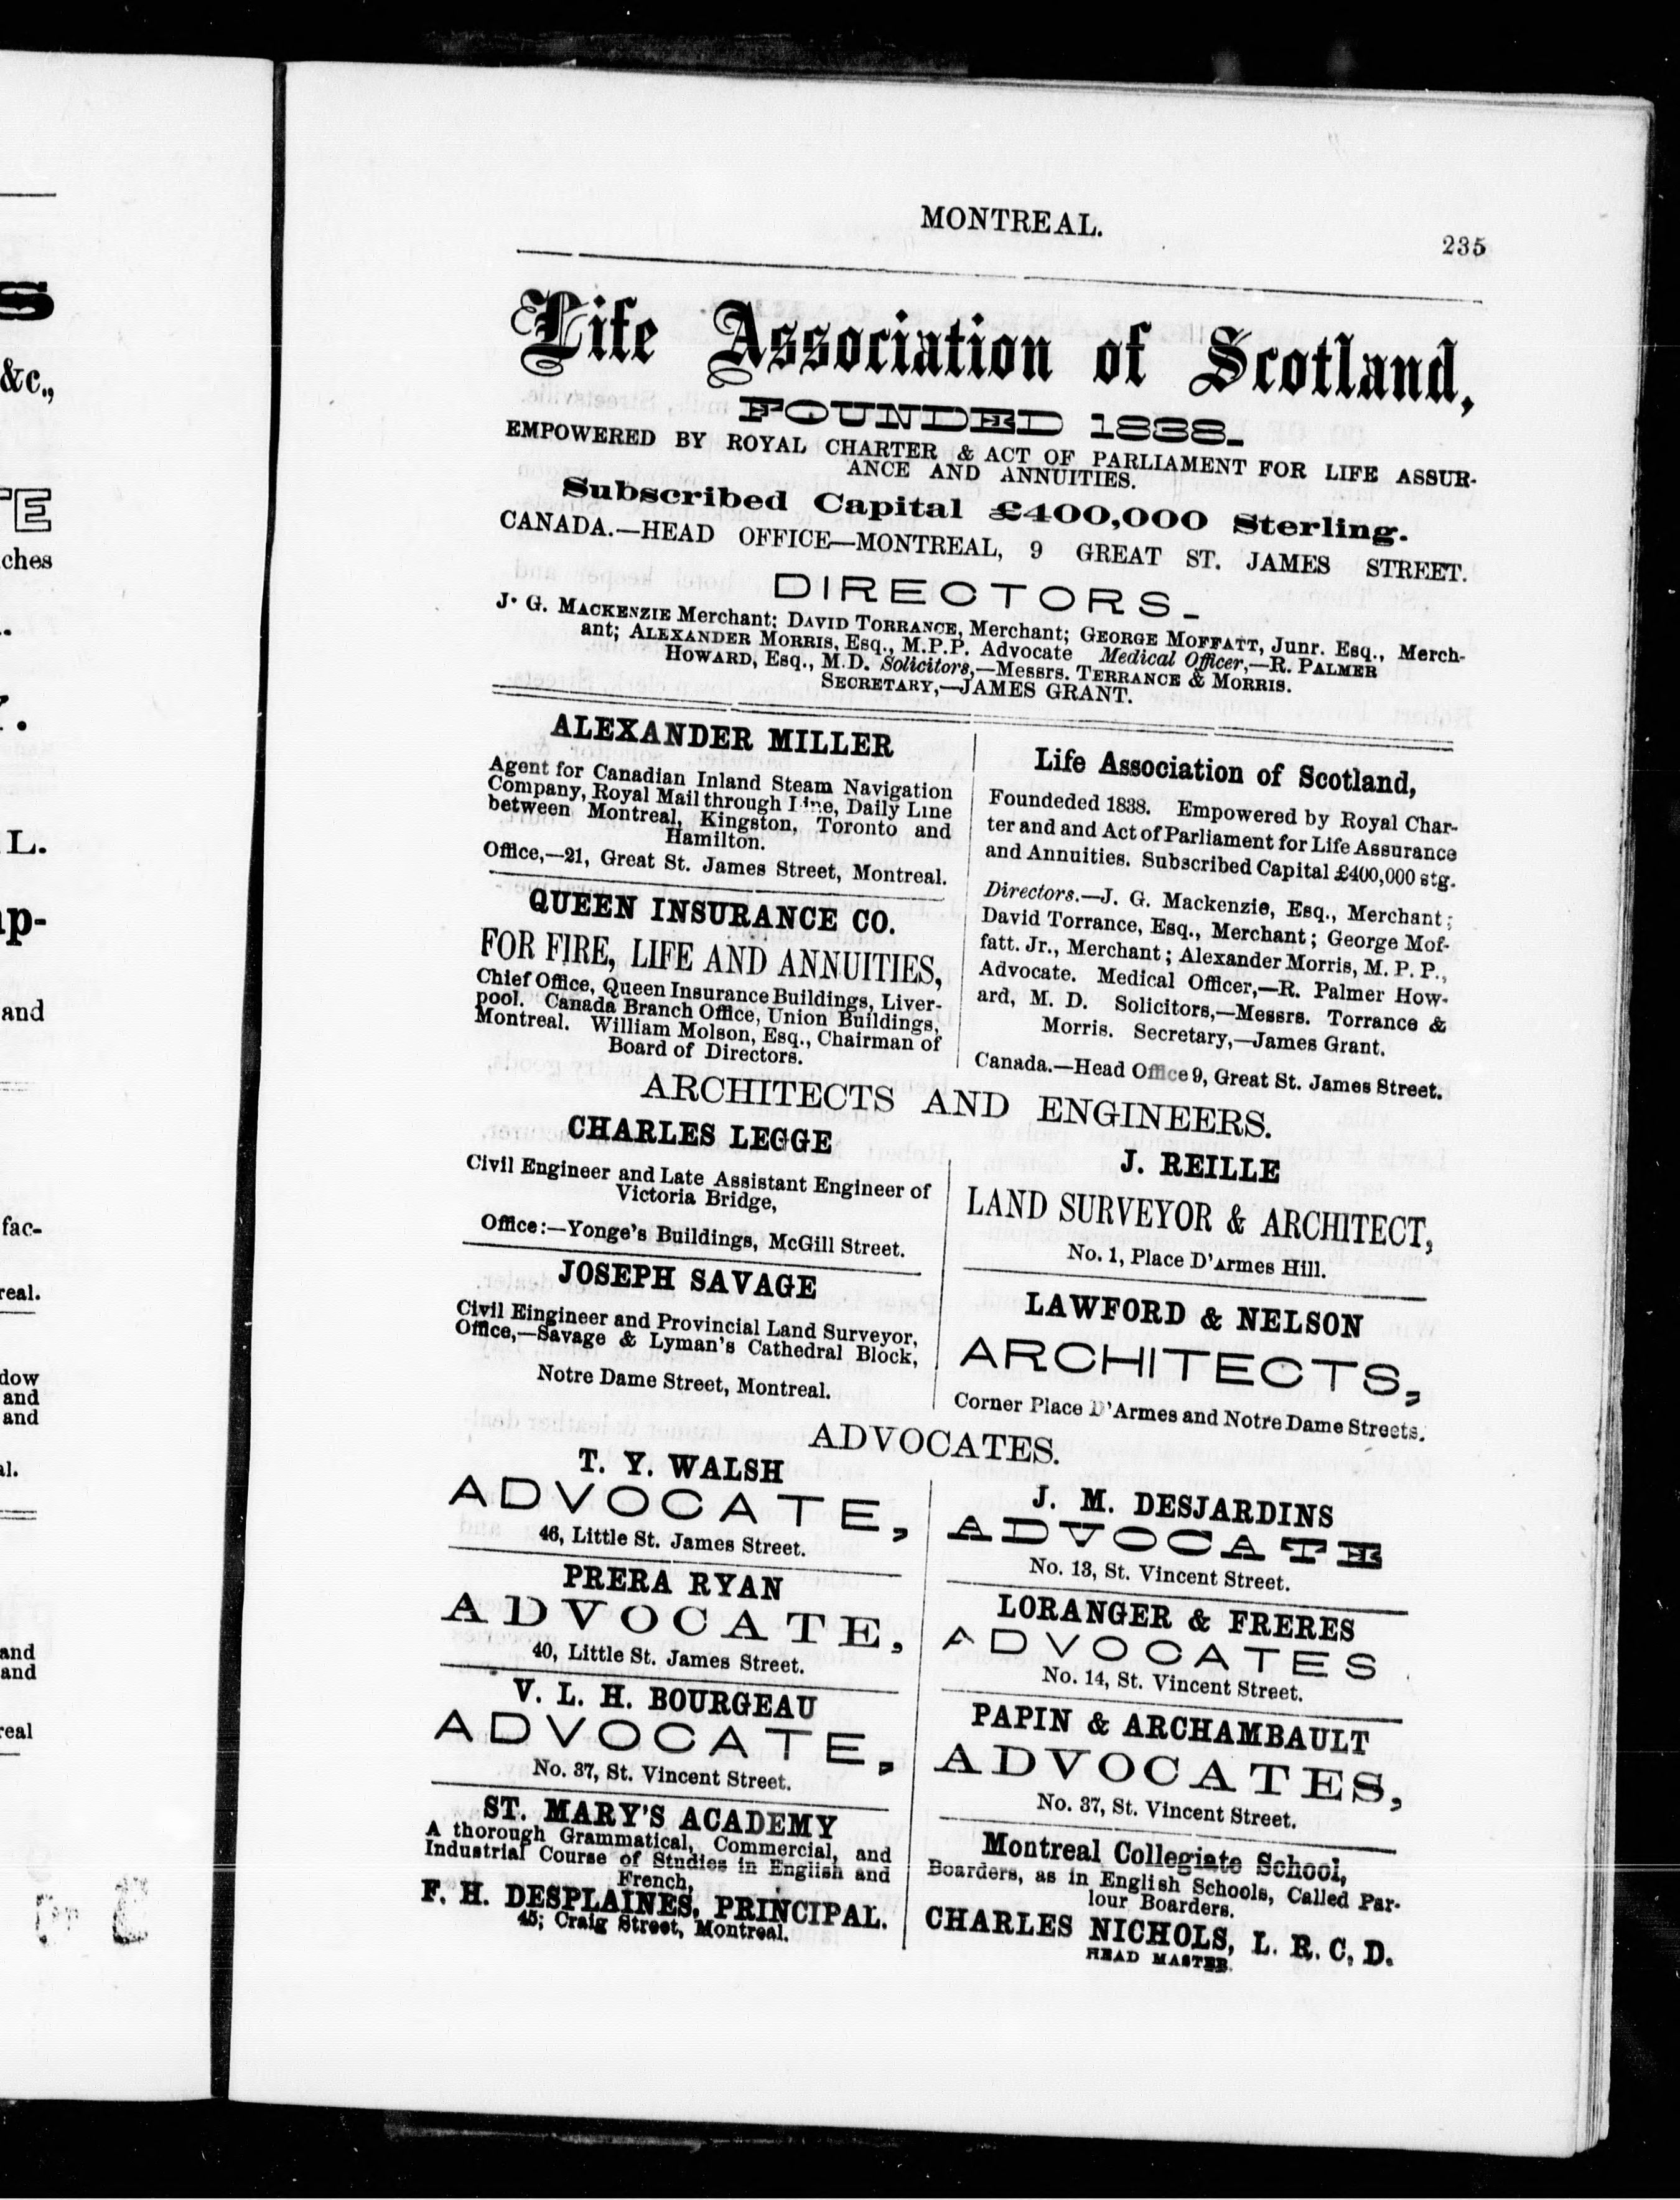 S
&c.,
TE
ches
L.
ap-
and
fac-
real.
dow
and
and
al.
and
and
real
MONTREAL.
235
Life Association of Scotland,
FOUNDED 1838.
EMPOWERED BY ROYAL CHARTER & ACT OF PARLIAMENT FOR LIFE ASSUR-
ANCE AND ANNUITIES.
Subscribed Capital £400,000 Sterling.
CANADA.—HEAD OFFICE—MONTREAL, 9 GREAT ST. JAMES STREET.
DIRECTORS.
J. G. MACKENZIE Merchant; DAVID TORRANCE, Merchant; GEORGE MOFFATT, Junr. Esq., Merch-
ant; ALEXANDER MORRIS, Esq., M.P.P. Advocate Medical Officer,—R. PALMER
HOWARD, Esq., M.D. Solicitors,—Messrs. TERRANCE & MORRIS.
SECRETARY,—JAMES GRANT.
ALEXANDER MILLER
Agent for Canadian Inland Steam Navigation
Company, Royal Mail through Line, Daily Line
between Montreal, Kingston, Toronto and
Hamilton.
Office,—21, Great St. James Street, Montreal.
QUEEN INSURANCE CO.
FOR FIRE, LIFE AND ANNUITIES,
Chief Office, Queen Insurance Buildings, Liver-
pool. Canada Branch Office, Union Buildings,
Montreal. William Molson, Esq., Chairman of
Board of Directors.
Life Association of Scotland,
Foundeded 1838. Empowered by Royal Char-
ter and and Act of Parliament for Life Assurance
and Annuities. Subscribed Capital £400,000 stg.
Directors.—J. G. Mackenzie, Esq., Merchant;
David Torrance, Esq., Merchant; George Mof-
fatt. Jr., Merchant; Alexander Morris, M. P. P.,
Advocate. Medical Officer,—R. Palmer How-
ard, M. D. Solicitors,—Messrs. Torrance &
Morris. Secretary,—James Grant.
Canada.—Head Office 9, Great St. James Street.
ARCHITECTS AND ENGINEERS.
CHARLES LEGGE
Civil Engineer and Late Assistant Engineer of
Victoria Bridge,
Office:—Yonge's Buildings, McGill Street.
JOSEPH SAVAGE
Civil Eingineer and Provincial Land Surveyor,
Office,—Savage & Lyman's Cathedral Block,
Notre Dame Street, Montreal.
J. REILLE
LAND SURVEYOR & ARCHITECT,
No. 1, Place D'Armes Hill.
LAWFORD & NELSON
ARCHITECTS,
Corner Place D'Armes and Notre Dame Streets.
ADVOCATES.
T. Y. WALSH
ADVOCATE,
46, Little St. James Street.
PRERA RYAN
ADVOCATE,
40, Little St. James Street.
V. L. H. BOURGEAU
ADVOCATE,
No. 37, St. Vincent Street.
ST. MARY'S ACADEMY
A thorough Grammatical, Commercial, and
Industrial Course of Studies in English and
French,
F. H. DESPLAINES, PRINCIPAL.
45; Craig Street, Montreal.
J. M. DESJARDINS
ADVOCATE
No. 13, St. Vincent Street.
LORANGER & FRERES
ADVOCATES
No. 14, St. Vincent Street.
PAPIN & ARCHAMBAULT
ADVOCATES,
No. 37, St. Vincent Street.
Montreal Collegiate School,
Boarders, as in English Schools, Called Par-
lour Boarders.
CHARLES NICHOLS, L. R. C. D.
HEAD MASTER.